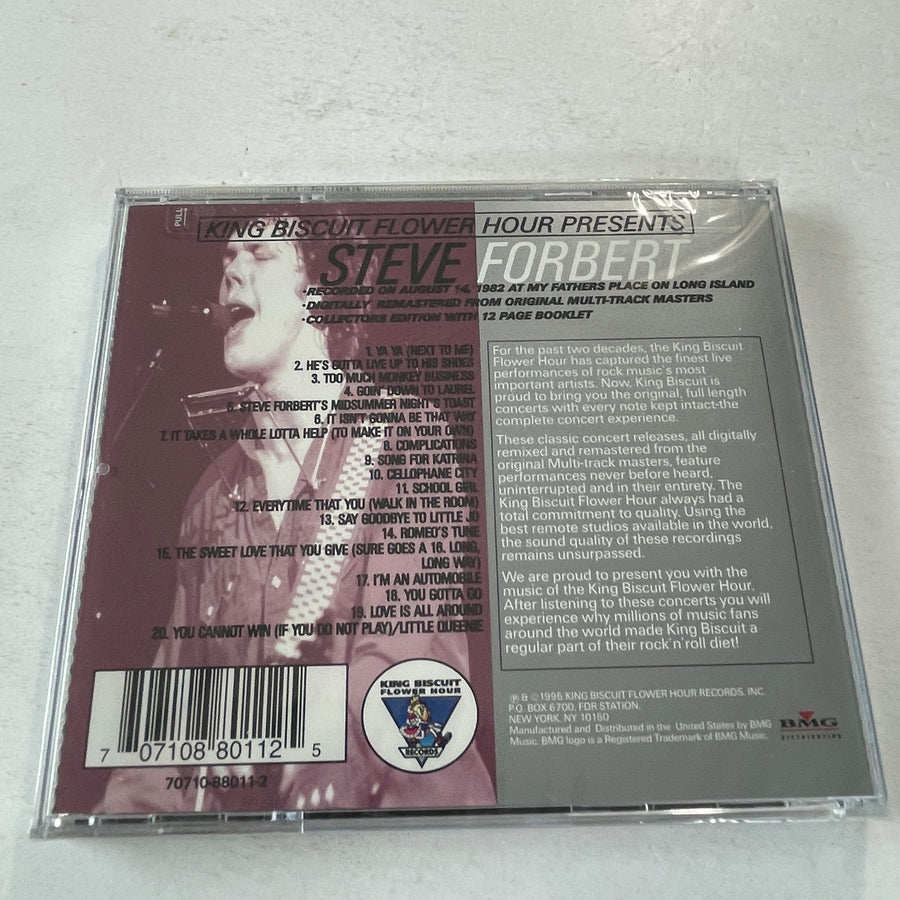 PULL
KING BISCUIT FLOWER HOUR PRESENTS
STEVE FORBERT
·RECORDED ON AUGUST 14, 1982 AT MY FATHERS PLACE ON LONG ISLAND
·DIGITALLY REMASTERED FROM ORIGINAL MULTI-TRACK MASTERS
·COLLECTORS EDITION WITH 12 PAGE BOOKLET
1. YA YA (NEXT TO ME)
2. HE'S GOTTA LIVE UP TO HIS SHOES
3. TOO MUCH MONKEY BUSINESS
4. GOIN' DOWN TO LAUREL
5. STEVE FORBERT'S MIDSUMMER NIGHT'S TOAST
6. IT ISN'T GONNA BE THAT WAY
7. IT TAKES A WHOLE LOTTA HELP (TO MAKE IT ON YOUR OWN)
8. COMPLICATIONS
9. SONG FOR KATRINA
10. CELLOPHANE CITY
11. SCHOOL GIRL
12. EVERYTIME THAT YOU (WALK IN THE ROOM)
13. SAY GOODBYE TO LITTLE JO
14. ROMEO'S TUNE
15. THE SWEET LOVE THAT YOU GIVE (SURE GOES A 16. LONG,
LONG WAY)
17. I'M AN AUTOMOBILE
18. YOU GOTTA GO
19. LOVE IS ALL AROUND
20. YOU CANNOT WIN (IF YOU DO NOT PLAY)/LITTLE QUEENIE
For the past two decades, the King Biscuit
Flower Hour has captured the finest live
performances of rock music's most
important artists. Now, King Biscuit is
proud to bring you the original, full length
concerts with every note kept intact-the
complete concert experience.
These classic concert releases, all digitally
remixed and remastered from the
original Multi-track masters, feature
performances never before heard,
uninterrupted and in their entirety. The
King Biscuit Flower Hour always had a
total commitment to quality. Using the
best remote studios available in the world,
the sound quality of these recordings
remains unsurpassed.
We are proud to present you with the
music of the King Biscuit Flower Hour.
After listening to these concerts you will
experience why millions of music fans
around the world made King Biscuit a
regular part of their rock'n'roll diet!
7 07108 80112 5
70710-88011-2
KING BISCUIT
FLOWER HOUR
RECORDS
℗ & ©1996 KING BISCUIT FLOWER HOUR RECORDS, INC.
P.O. BOX 6700, FDR STATION,
NEW YORK, NY 10150
Manufactured and Distributed in the United States by BMG
Music. BMG logo is a Registered Trademark of BMG Music.
BMG
DISTRIBUTION